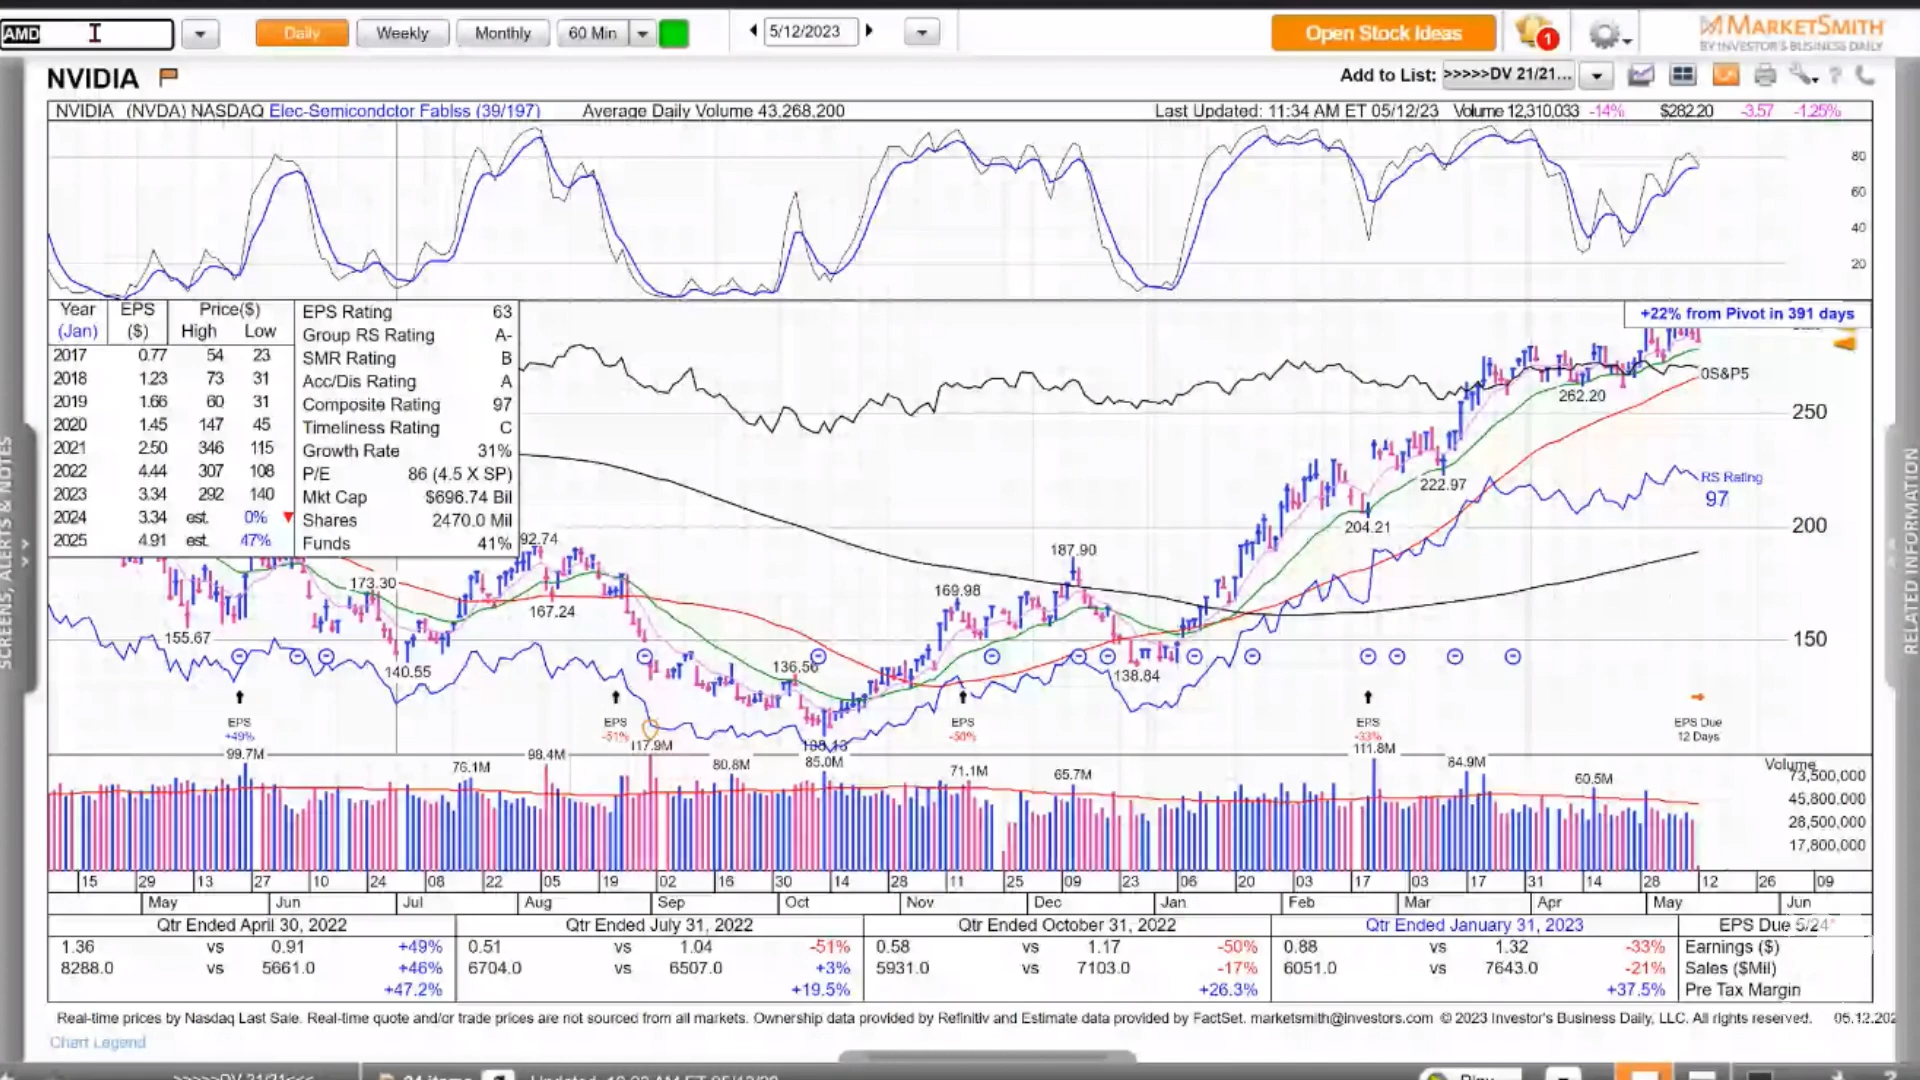 AMD
Daily
Weekly
Monthly
60 Min
5/12/2023
Open Stock Ideas
1
MARKETSMITH
BY INVESTOR'S BUSINESS DAILY
NVIDIA
Add to List: >>>>>DV 21/21...
NVIDIA (NVDA) NASDAQ Elec-Semicondctor Fablss (39/197) Average Daily Volume 43,268,200 Last Updated: 11:34 AM ET 05/12/23 Volume 12,310,033 -14% $282.20 -3.57 -1.25%
80
60
40
20
Year EPS Price($)
(Jan) ($) High Low
2017 0.77 54 23
2018 1.23 73 31
2019 1.66 60 31
2020 1.45 147 45
2021 2.50 346 115
2022 4.44 307 108
2023 3.34 292 140
2024 3.34 est. 0%
2025 4.91 est. 47%
EPS Rating 63
Group RS Rating A-
SMR Rating B
Acc/Dis Rating A
Composite Rating 97
Timeliness Rating C
Growth Rate 31%
P/E 86 (4.5 X SP)
Mkt Cap $696.74 Bil
Shares 2470.0 Mil
Funds 41%
+22% from Pivot in 391 days
0S&P5
262.20
250
222.97
RS Rating
97
204.21
200
92.74
187.90
173.30
167.24
169.98
155.67
150
140.55
136.56
138.84
EPS
+49%
EPS
-51%
EPS
-50%
EPS
-33%
EPS Due
12 Days
99.7M
76.1M
98.4M
117.9M
80.8M
85.0M
71.1M
65.7M
111.8M
84.9M
60.5M
Volume
73,500,000
45,800,000
28,500,000
17,800,000
15 29 13 27 10 24 08 22 05 19 02 16 30 14 28 11 25 09 23 06 20 03 17 03 17 31 14 28 12 26 09
May Jun Jul Aug Sep Oct Nov Dec Jan Feb Mar Apr May Jun
Qtr Ended April 30, 2022 Qtr Ended July 31, 2022 Qtr Ended October 31, 2022 Qtr Ended January 31, 2023 EPS Due 5/24*
1.36 vs 0.91 +49% 0.51 vs 1.04 -51% 0.58 vs 1.17 -50% 0.88 vs 1.32 -33% Earnings ($)
8288.0 vs 5661.0 +46% 6704.0 vs 6507.0 +3% 5931.0 vs 7103.0 -17% 6051.0 vs 7643.0 -21% Sales ($Mil)
+47.2% +19.5% +26.3% +37.5% Pre Tax Margin
Real-time prices by Nasdaq Last Sale. Real-time quote and/or trade prices are not sourced from all markets. Ownership data provided by Refinitiv and Estimate data provided by FactSet. marketsmith@investors.com © 2023 Investor's Business Daily, LLC. All rights reserved. 05.12.202
Chart Legend
SCREENS, ALERTS & NOTES
RELATED INFORMATION